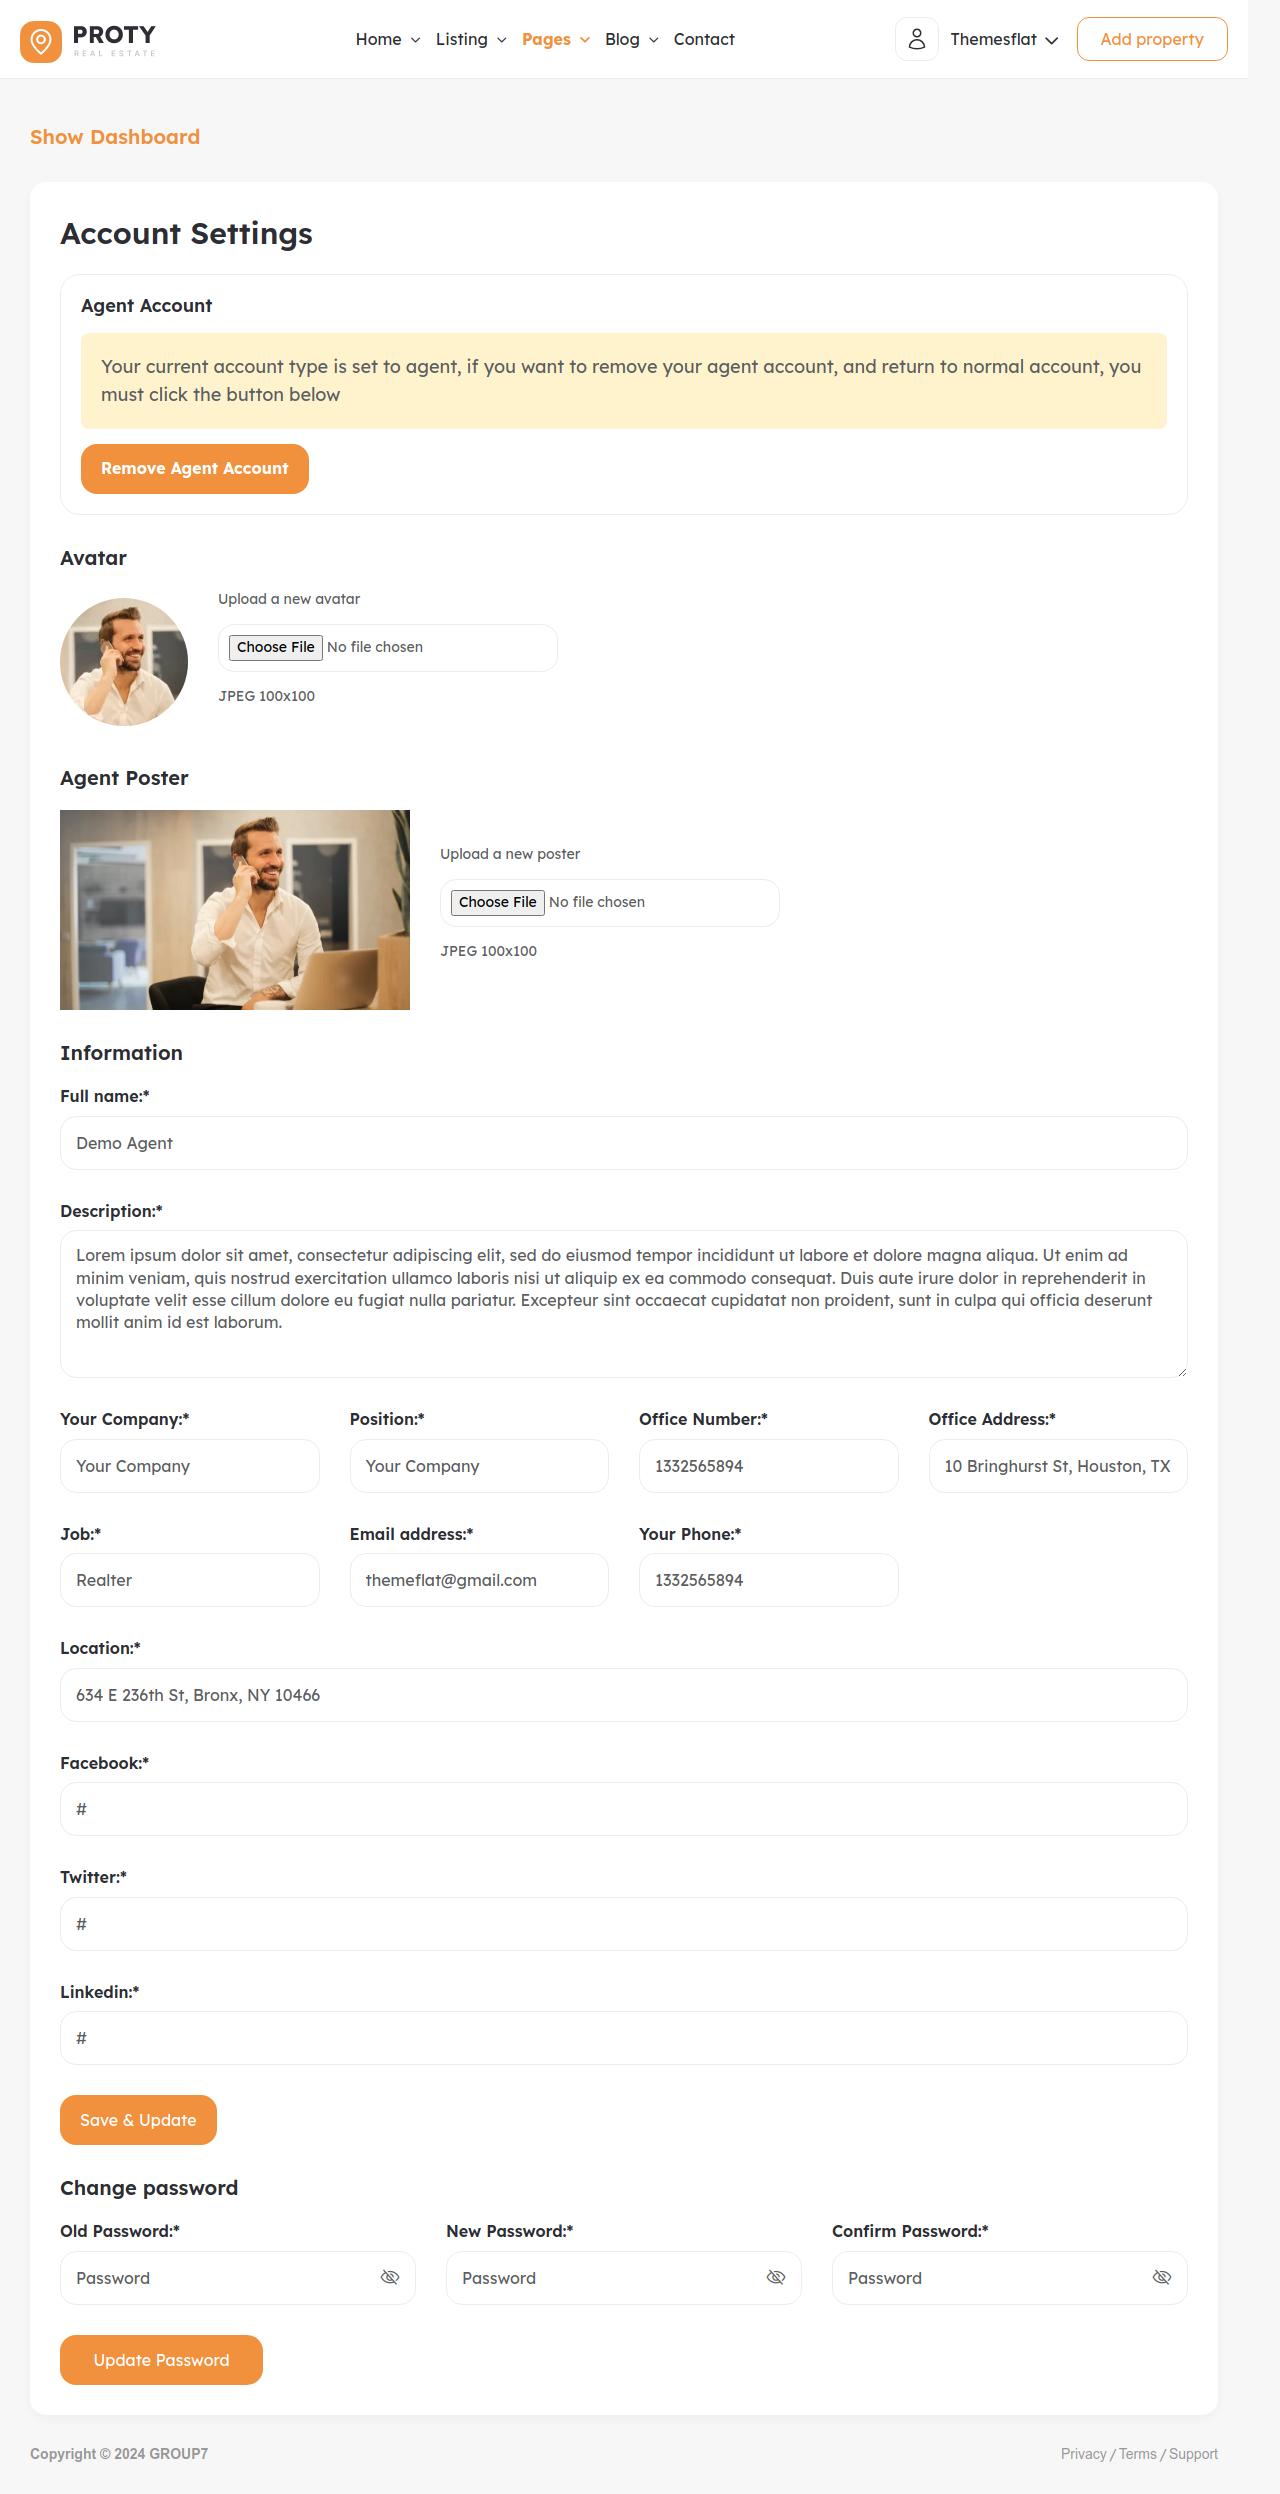 PROTY
REAL ESTATE
Home
Listing
Pages
Blog
Contact
Themesflat
Add property
Show Dashboard
Account Settings
Agent Account
Your current account type is set to agent, if you want to remove your agent account, and return to normal account, you
must click the button below
Remove Agent Account
Avatar
Upload a new avatar
Choose File No file chosen
JPEG 100x100
Agent Poster
Upload a new poster
Choose File No file chosen
JPEG 100x100
Information
Full name:*
Demo Agent
Description:*
Lorem ipsum dolor sit amet, consectetur adipiscing elit, sed do eiusmod tempor incididunt ut labore et dolore magna aliqua. Ut enim ad
minim veniam, quis nostrud exercitation ullamco laboris nisi ut aliquip ex ea commodo consequat. Duis aute irure dolor in reprehenderit in
voluptate velit esse cillum dolore eu fugiat nulla pariatur. Excepteur sint occaecat cupidatat non proident, sunt in culpa qui officia deserunt
mollit anim id est laborum.
Your Company:*
Your Company
Position:*
Your Company
Office Number:*
1332565894
Office Address:*
10 Bringhurst St, Houston, TX
Job:*
Realter
Email address:*
themeflat@gmail.com
Your Phone:*
1332565894
Location:*
634 E 236th St, Bronx, NY 10466
Facebook:*
#
Twitter:*
#
Linkedin:*
#
Save & Update
Change password
Old Password:*
Password
New Password:*
Password
Confirm Password:*
Password
Update Password
Copyright © 2024 GROUP7
Privacy / Terms / Support